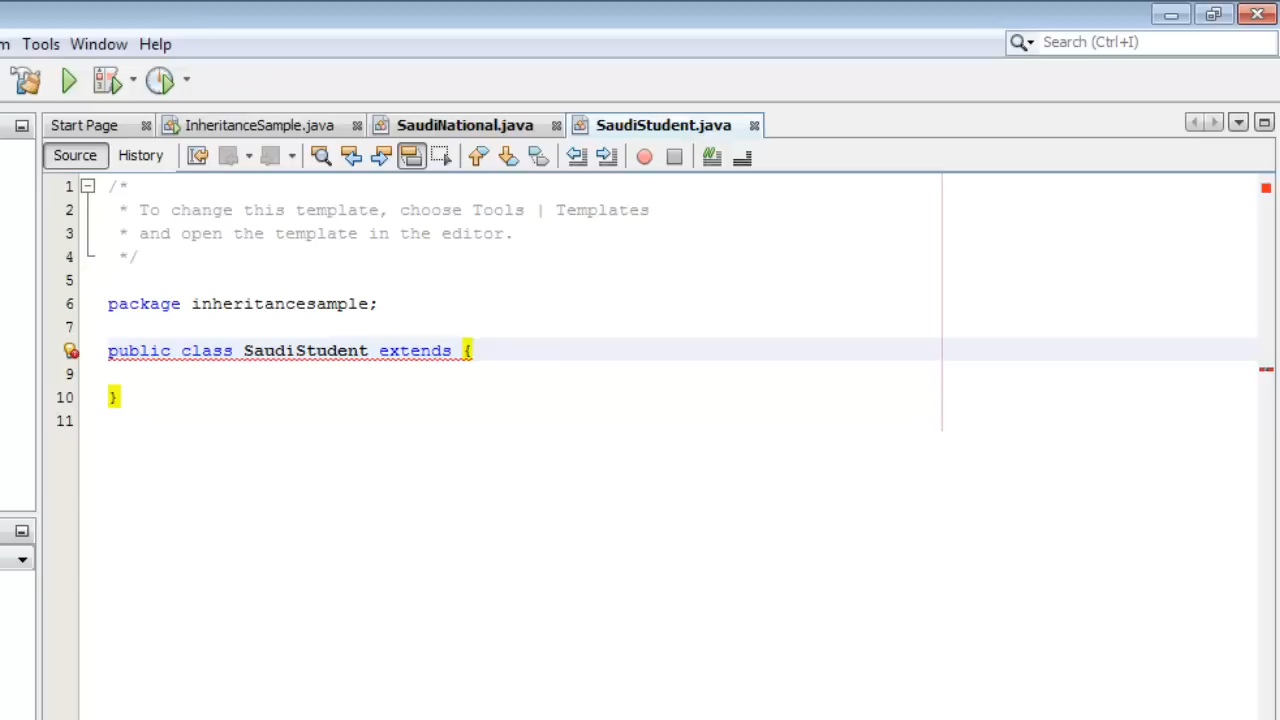 m Tools Window Help
Search (Ctrl+I)
Start Page InheritanceSample.java SaudiNational.java SaudiStudent.java
Source History
1 /*
2 * To change this template, choose Tools | Templates
3 * and open the template in the editor.
4 */
5
6 package inheritancesample;
7
public class SaudiStudent extends {
9
10 }
11